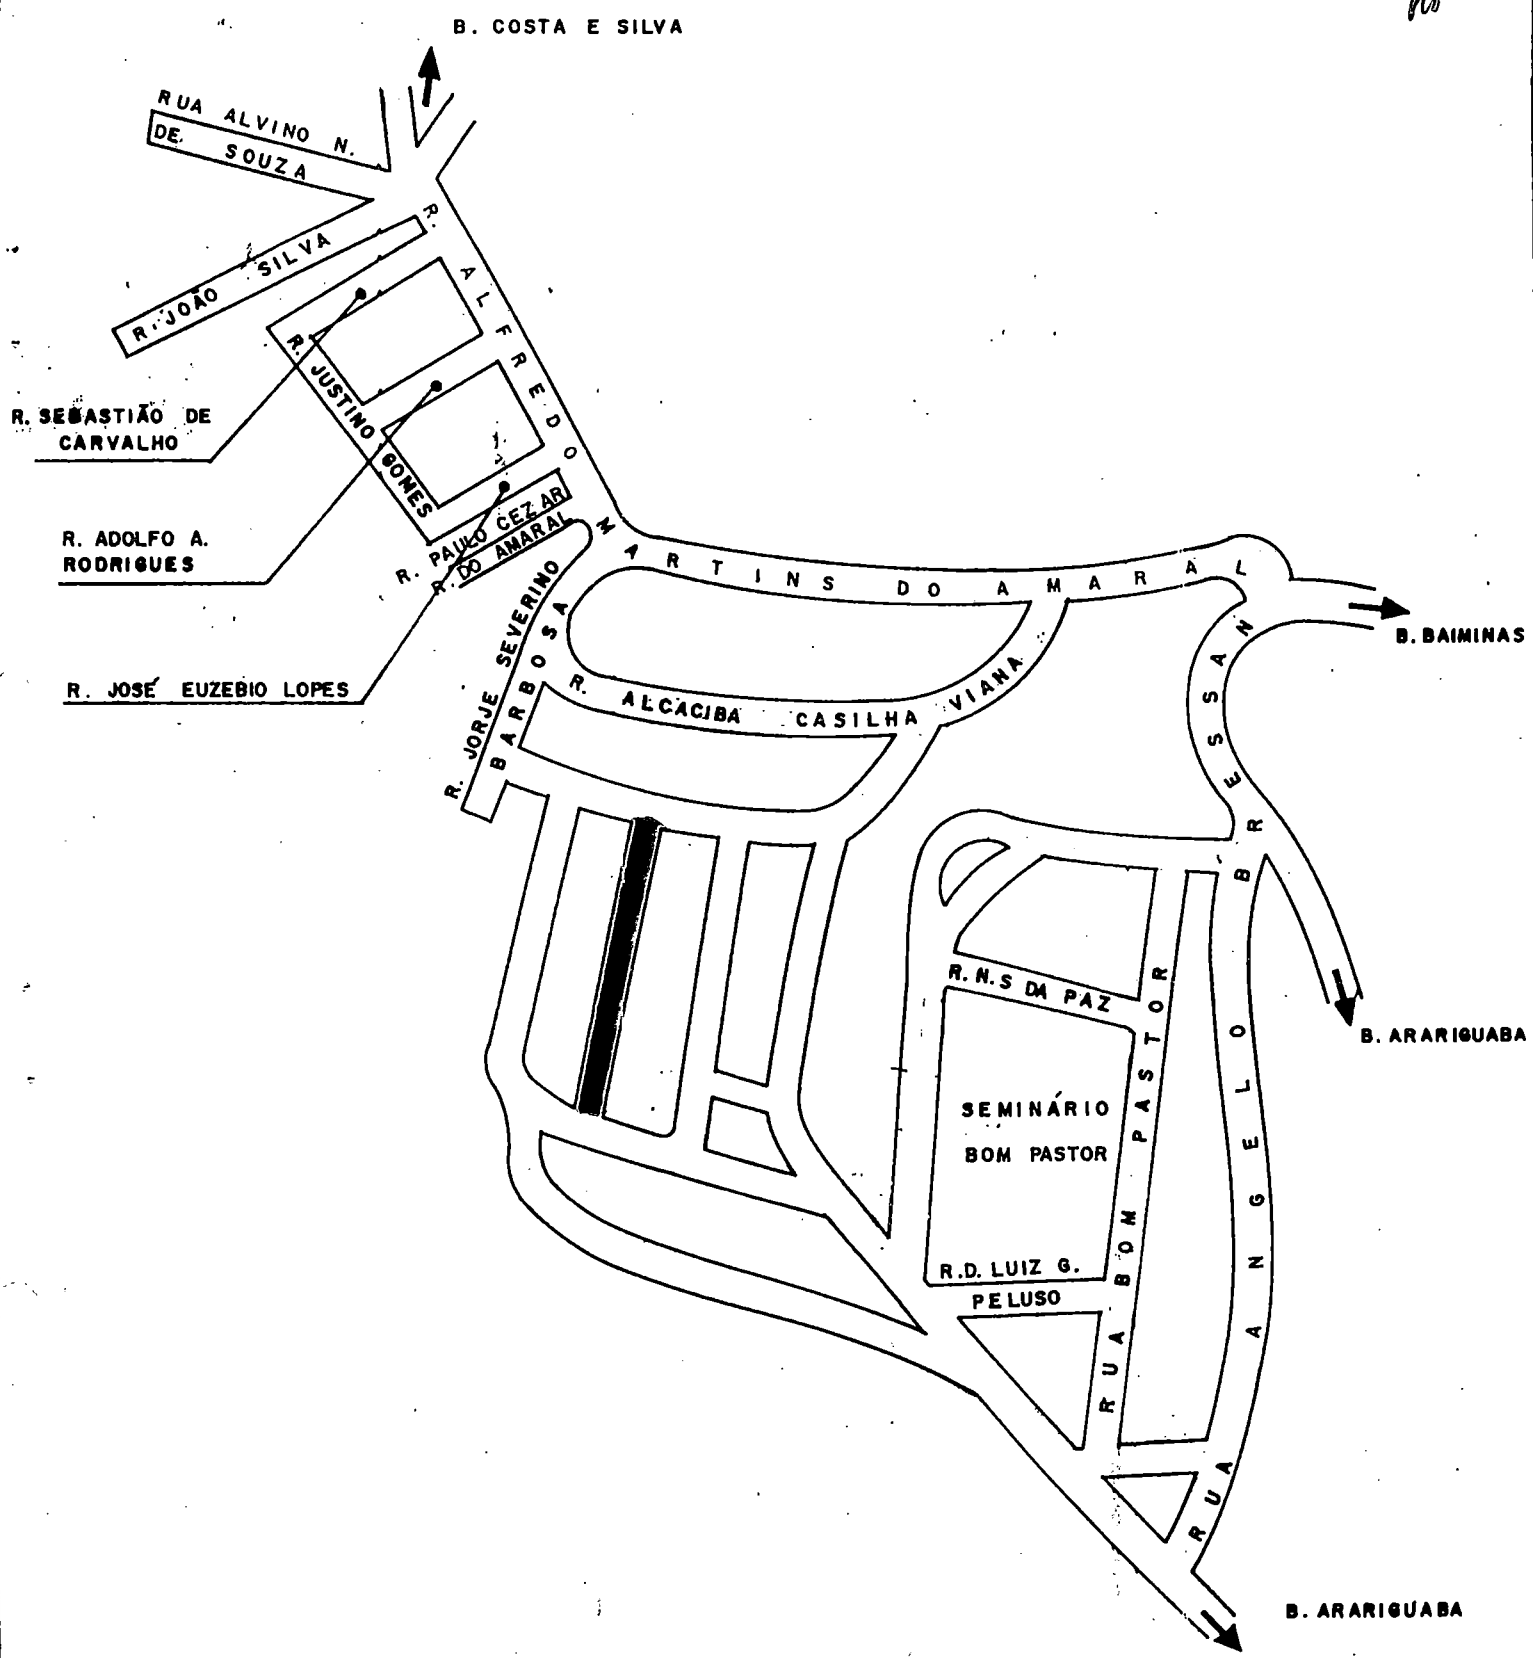 B. COSTA E SILVA
RUA ALVINO N.
DE SOUZA
R. JOÃO SILVA
R. ALFREDO MARTINS DO AMARAL
R. JUSTINO GOMES
R. SEBASTIÃO DE
CARVALHO
R. ADOLFO A.
RODRIGUES
R. PAULO CEZAR
R. DO AMARAL
R. JOSÉ EUZEBIO LOPES
R. JORJE SEVERINO
BARBOSA
R. ALCACIBA CASILHA VIANA
B. BAIMINAS
RUA ANGELO BRESSAN
R. N. S DA PAZ
RUA BOM PASTOR
SEMINÁRIO
BOM PASTOR
R. D. LUIZ G.
PELUSO
B. ARARIGUABA
B. ARARIGUABA